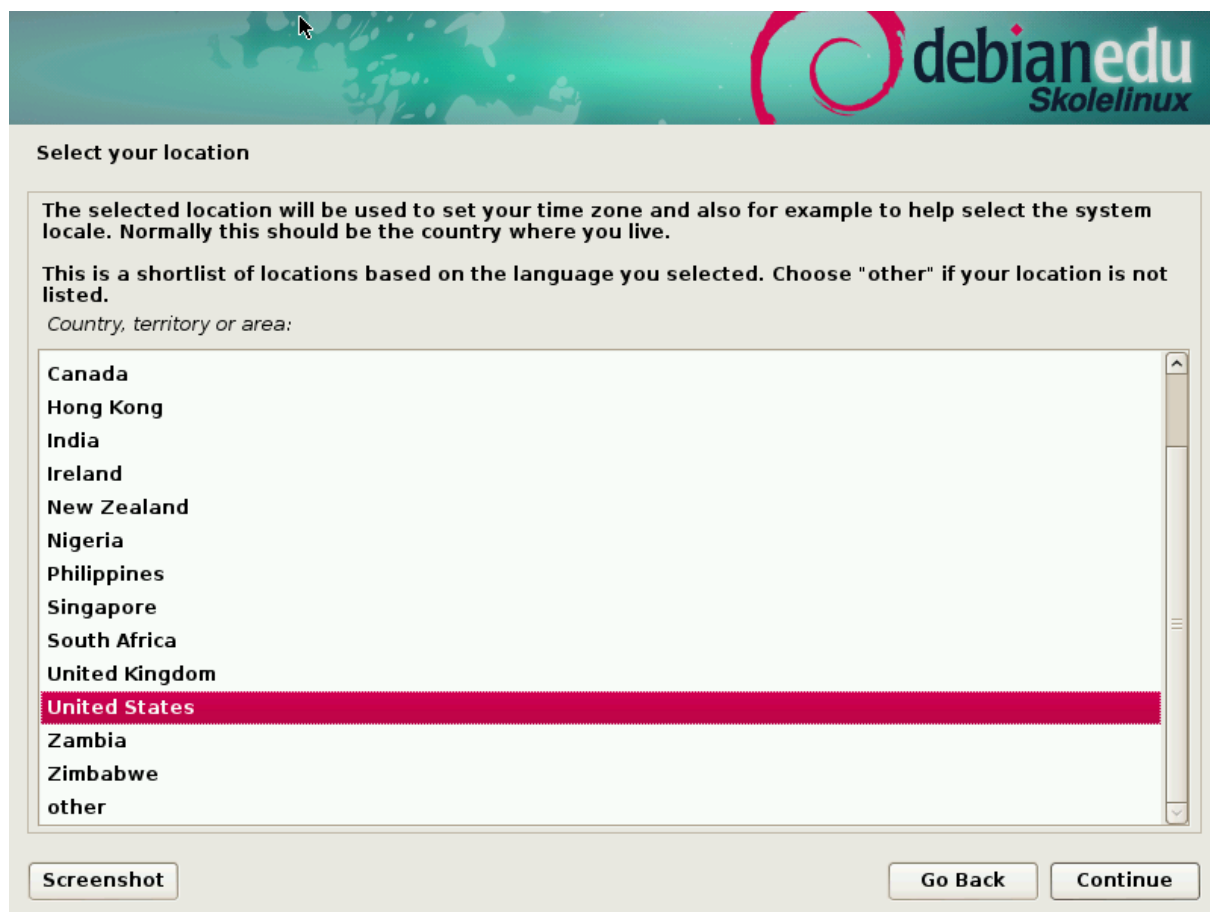 debianedu
Skolelinux
Select your location
The selected location will be used to set your time zone and also for example to help select the system
locale. Normally this should be the country where you live.
This is a shortlist of locations based on the language you selected. Choose "other" if your location is not
listed.
Country, territory or area:
Canada
Hong Kong
India
Ireland
New Zealand
Nigeria
Philippines
Singapore
South Africa
United Kingdom
United States
Zambia
Zimbabwe
other
Screenshot
Go Back
Continue